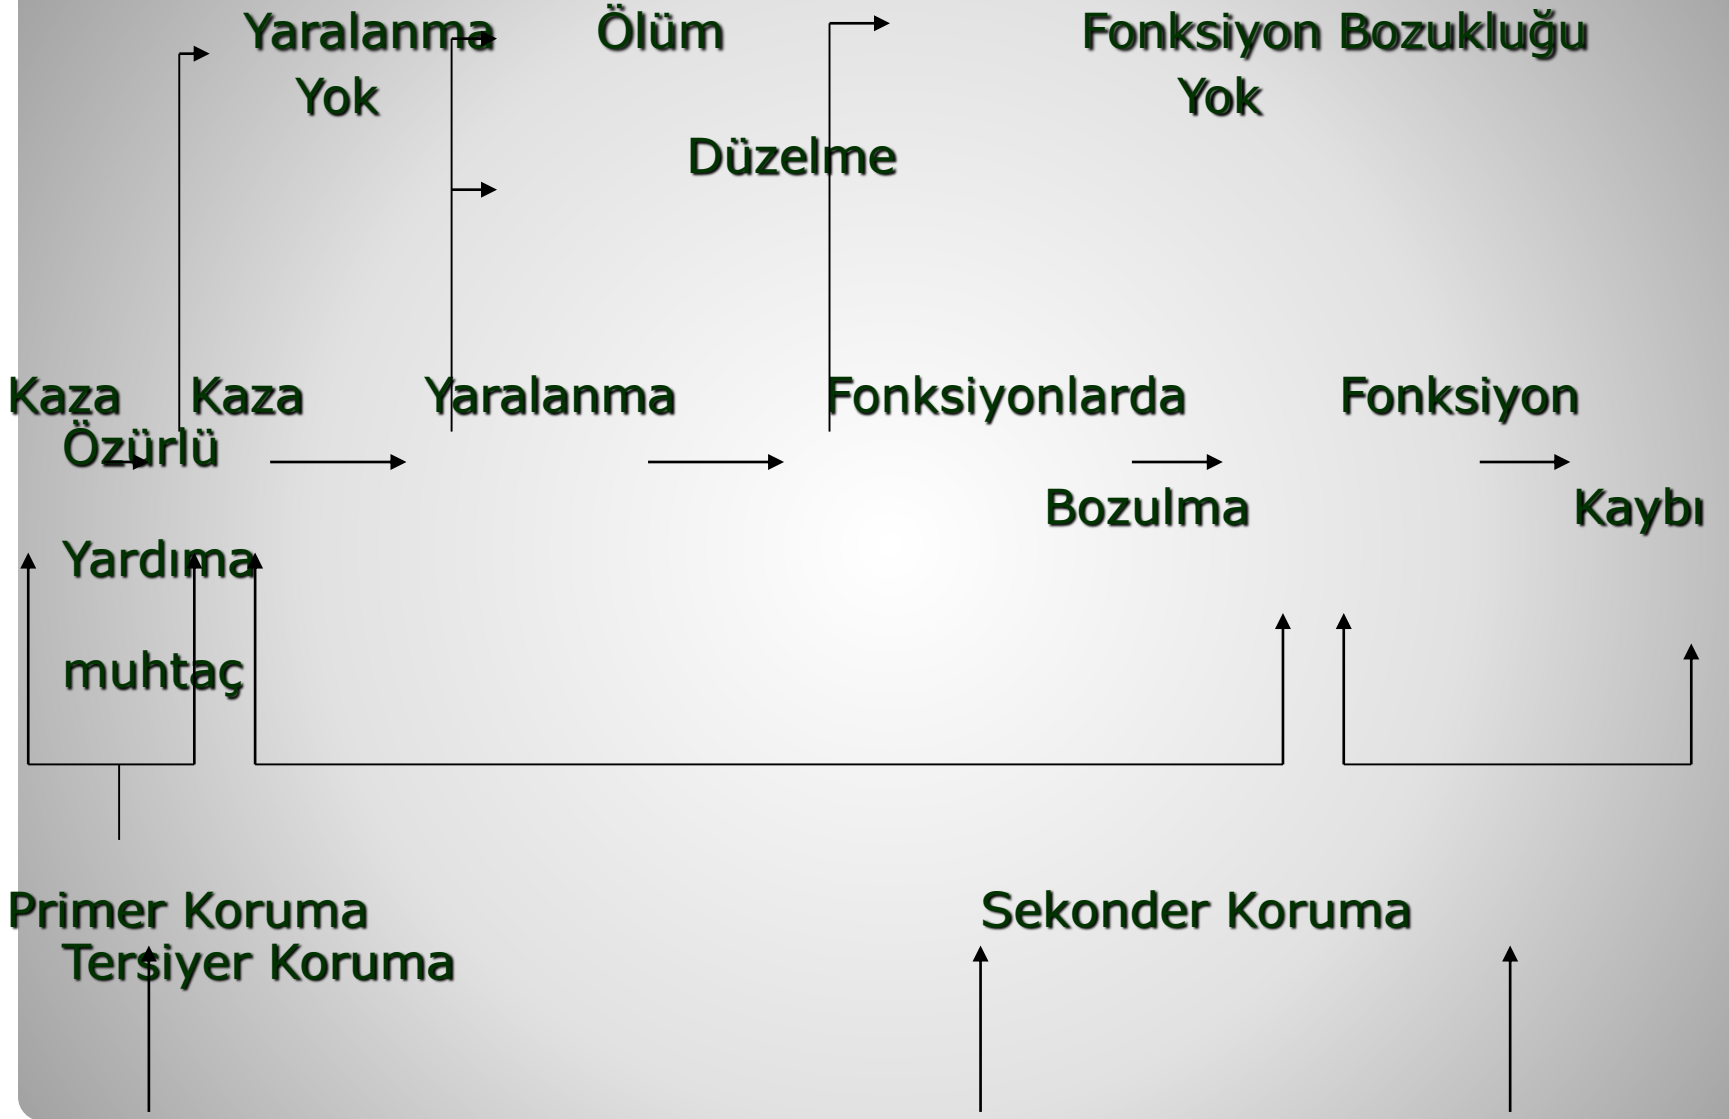 Yaralanma Ölüm Fonksiyon Bozukluğu
Yok Yok
Düzelme
Kaza Kaza Yaralanma Fonksiyonlarda Fonksiyon
Özürlü
Bozulma Kaybı
Yardıma
muhtaç
Primer Koruma Sekonder Koruma
Tersiyer Koruma